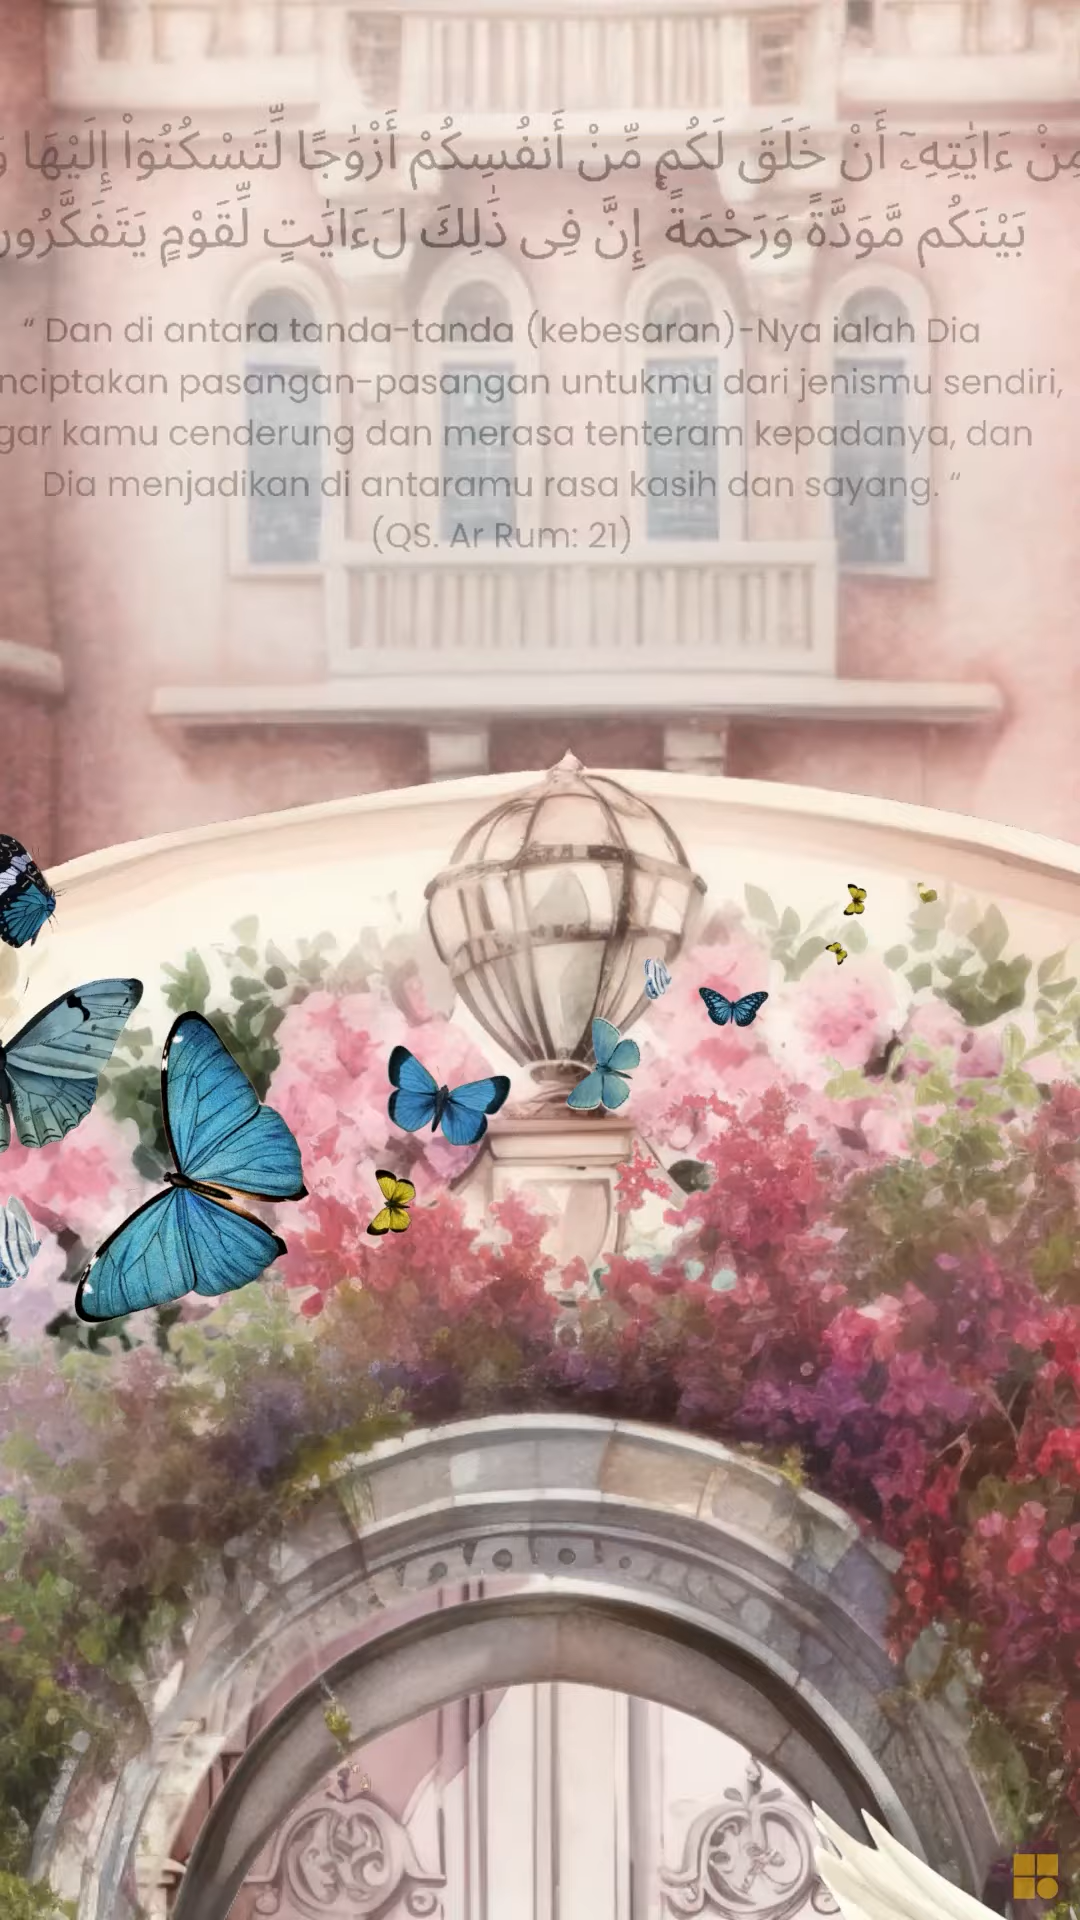 مِنْ ءَايَٰتِهِۦٓ أَنْ خَلَقَ لَكُم مِّنْ أَنفُسِكُمْ أَزْوَٰجًا لِّتَسْكُنُوٓا۟ إِلَيْهَا وَ
بَيْنَكُم مَّوَدَّةً وَرَحْمَةً ۚ إِنَّ فِى ذَٰلِكَ لَءَايَٰتٍ لِّقَوْمٍ يَتَفَكَّرُون
“ Dan di antara tanda-tanda (kebesaran)-Nya ialah Dia
nciptakan pasangan-pasangan untukmu dari jenismu sendiri,
gar kamu cenderung dan merasa tenteram kepadanya, dan
Dia menjadikan di antaramu rasa kasih dan sayang. “
(QS. Ar Rum: 21)